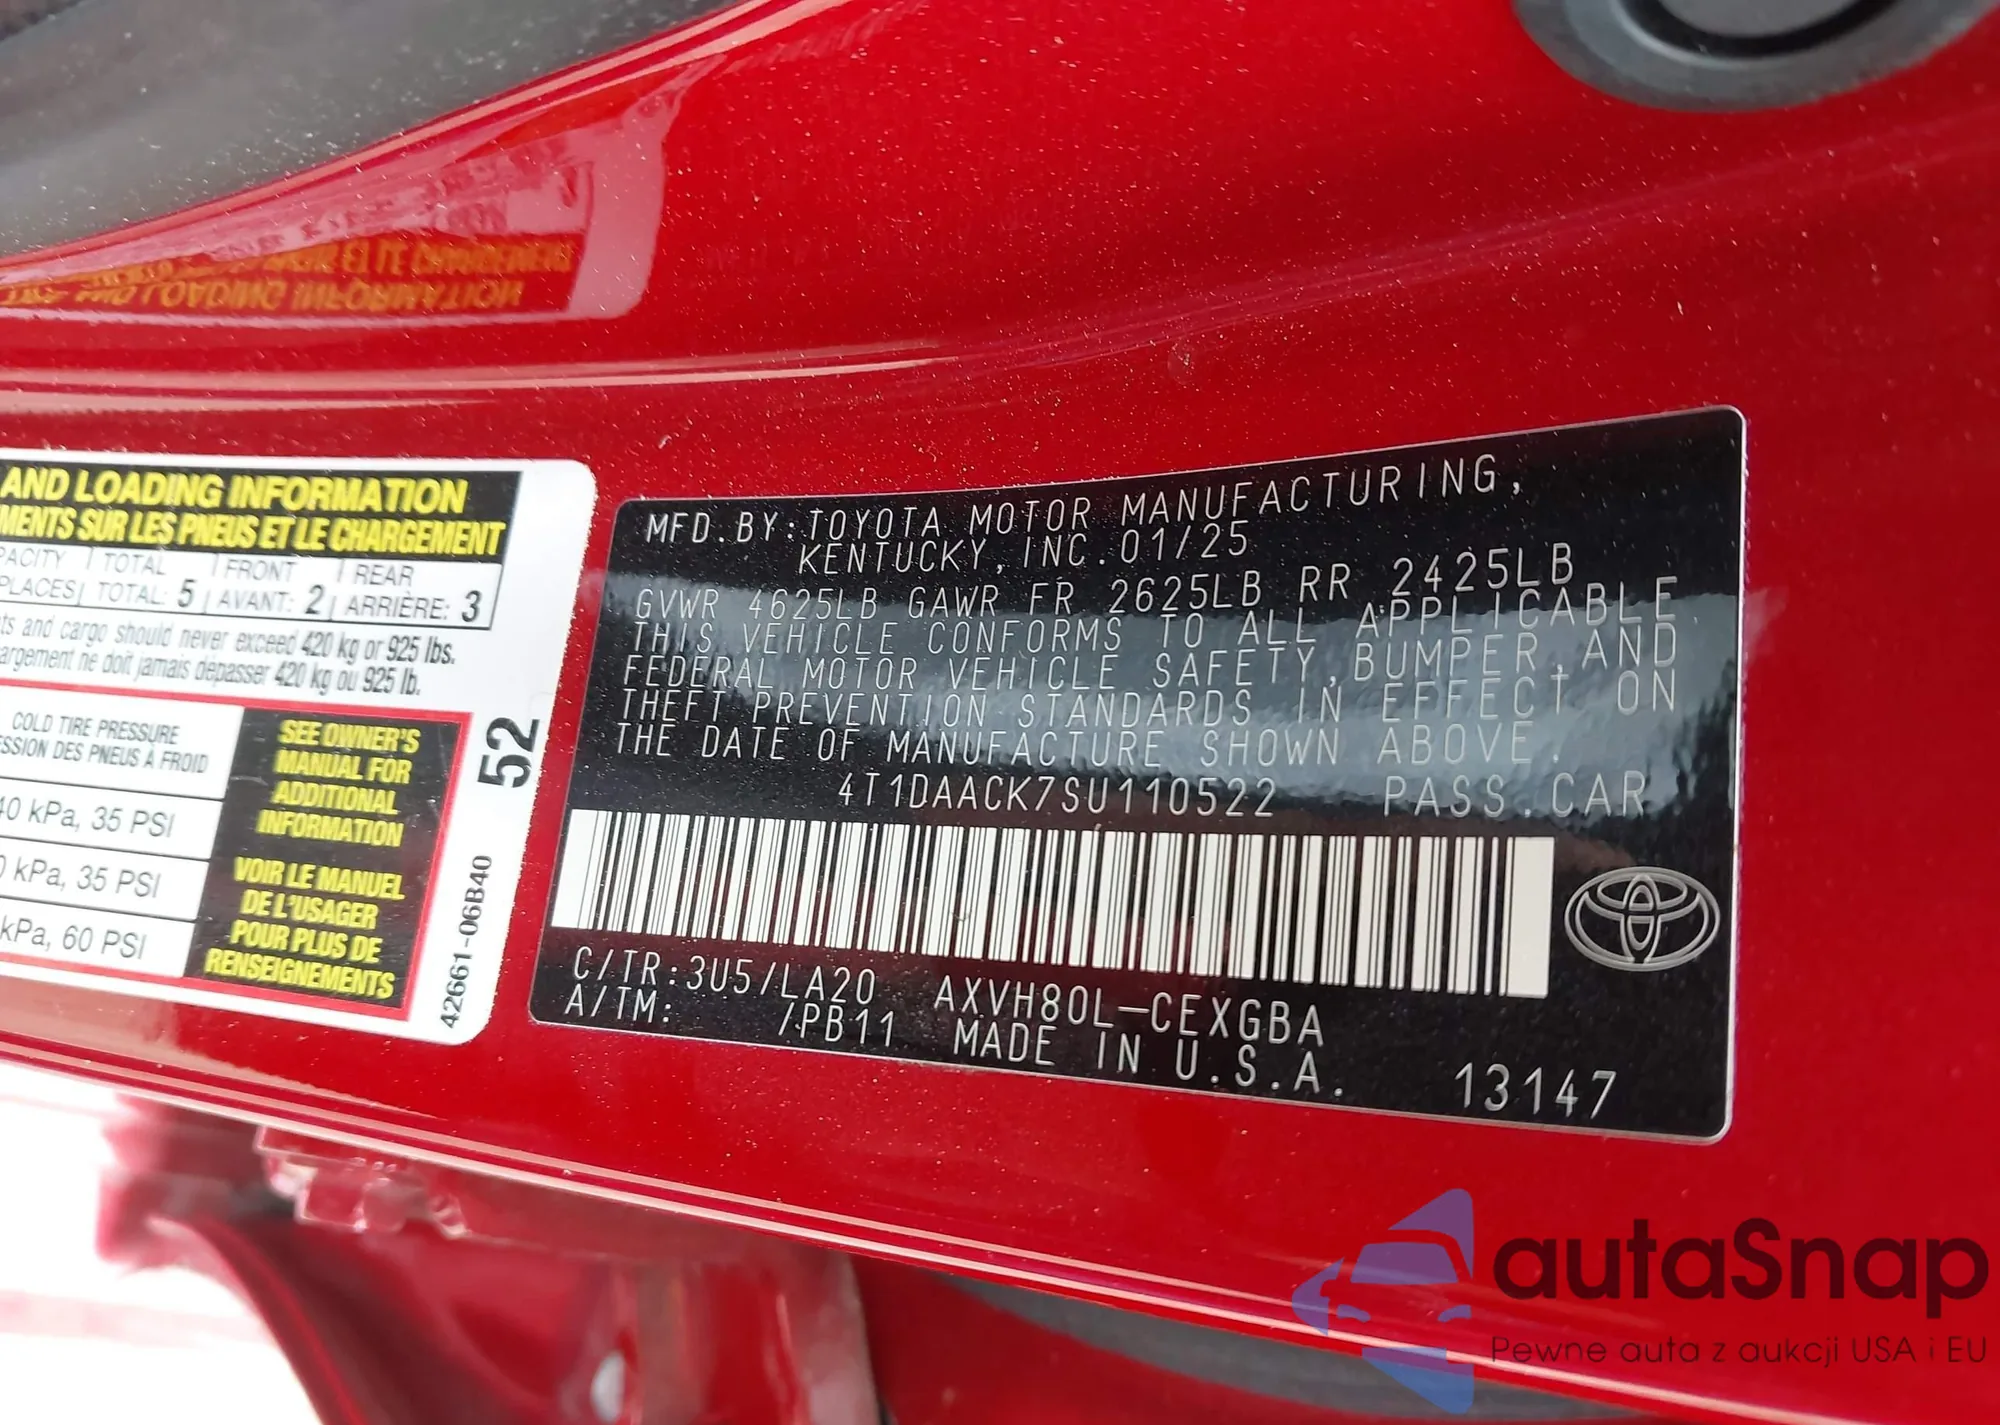 AND LOADING INFORMATION
MENTS SUR LES PNEUS ET LE CHARGEMENT
TOTAL FRONT REAR
PLACES TOTAL: 5 AVANT: 2 ARRIÈRE: 3
ts and cargo should never exceed 420 kg or 925 lbs.
argement ne doit jamais dépasser 420 kg ou 925 lb.
COLD TIRE PRESSURE
ESSION DES PNEUS À FROID
40 kPa, 35 PSI
0 kPa, 35 PSI
kPa, 60 PSI
SEE OWNER'S
MANUAL FOR
ADDITIONAL
INFORMATION
VOIR LE MANUEL
DE L'USAGER
POUR PLUS DE
RENSEIGNEMENTS
52
42661-06B40
MFD.BY:TOYOTA MOTOR MANUFACTURING,
KENTUCKY, INC.01/25
GVWR 4625LB GAWR FR 2625LB RR 2425LB
THIS VEHICLE CONFORMS TO ALL APPLICABLE
FEDERAL MOTOR VEHICLE SAFETY,BUMPER,AND
THEFT PREVENTION STANDARDS IN EFFECT ON
THE DATE OF MANUFACTURE SHOWN ABOVE.
4T1DAACK7SU110522 PASS.CAR
C/TR:3U5/LA20 AXVH80L-CEXGBA
A/TM: /PB11 MADE IN U.S.A.
13147
autaSnap
Pewne auta z aukcji USA i EU